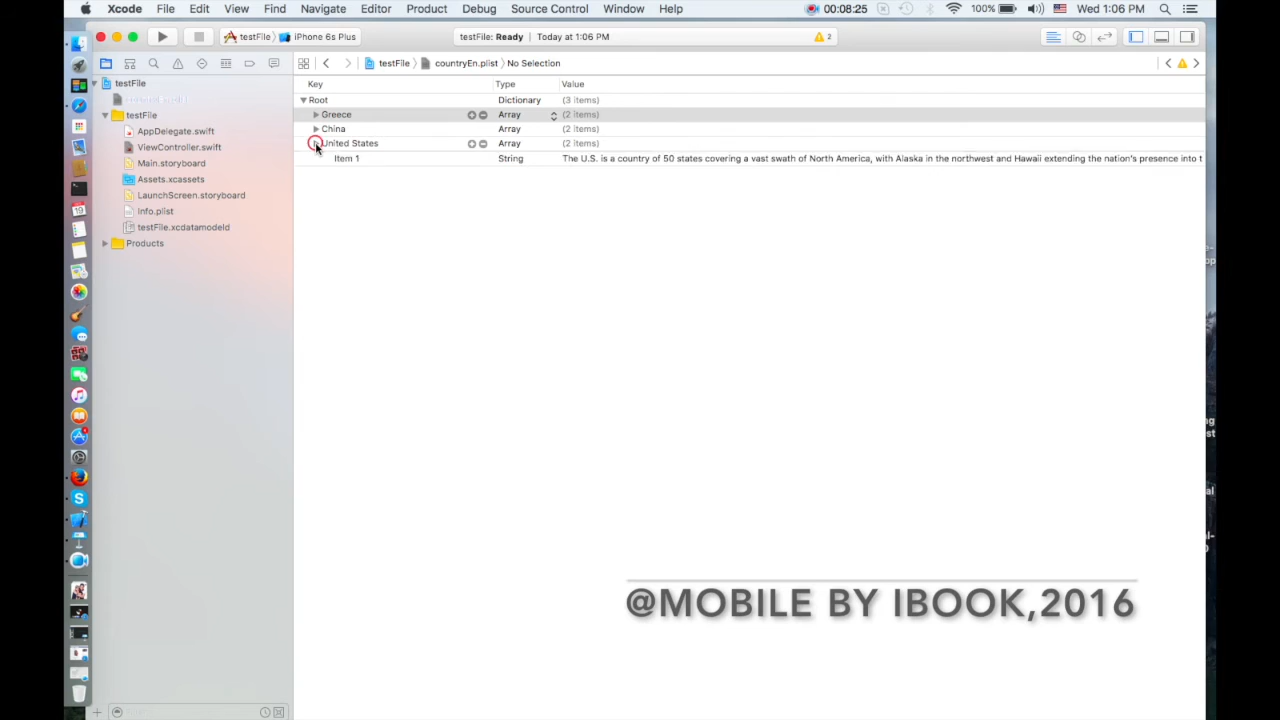 Xcode File Edit View Find Navigate Editor Product Debug Source Control Window Help 00:08:25 100% Wed 1:06 PM
testFile iPhone 6s Plus testFile: Ready Today at 1:06 PM 2
testFile countryEn.plist No Selection
Key Type Value
testFile
Root Dictionary (3 items)
Greece Array (2 items)
testFile
China Array (2 items)
AppDelegate.swift
United States Array (2 items)
ViewController.swift
Item 1 String The U.S. is a country of 50 states covering a vast swath of North America, with Alaska in the northwest and Hawaii extending the nation's presence into t
Main.storyboard
Assets.xcassets
LaunchScreen.storyboard
Info.plist
testFile.xcdatamodeld
Products
@MOBILE BY IBOOK,2016